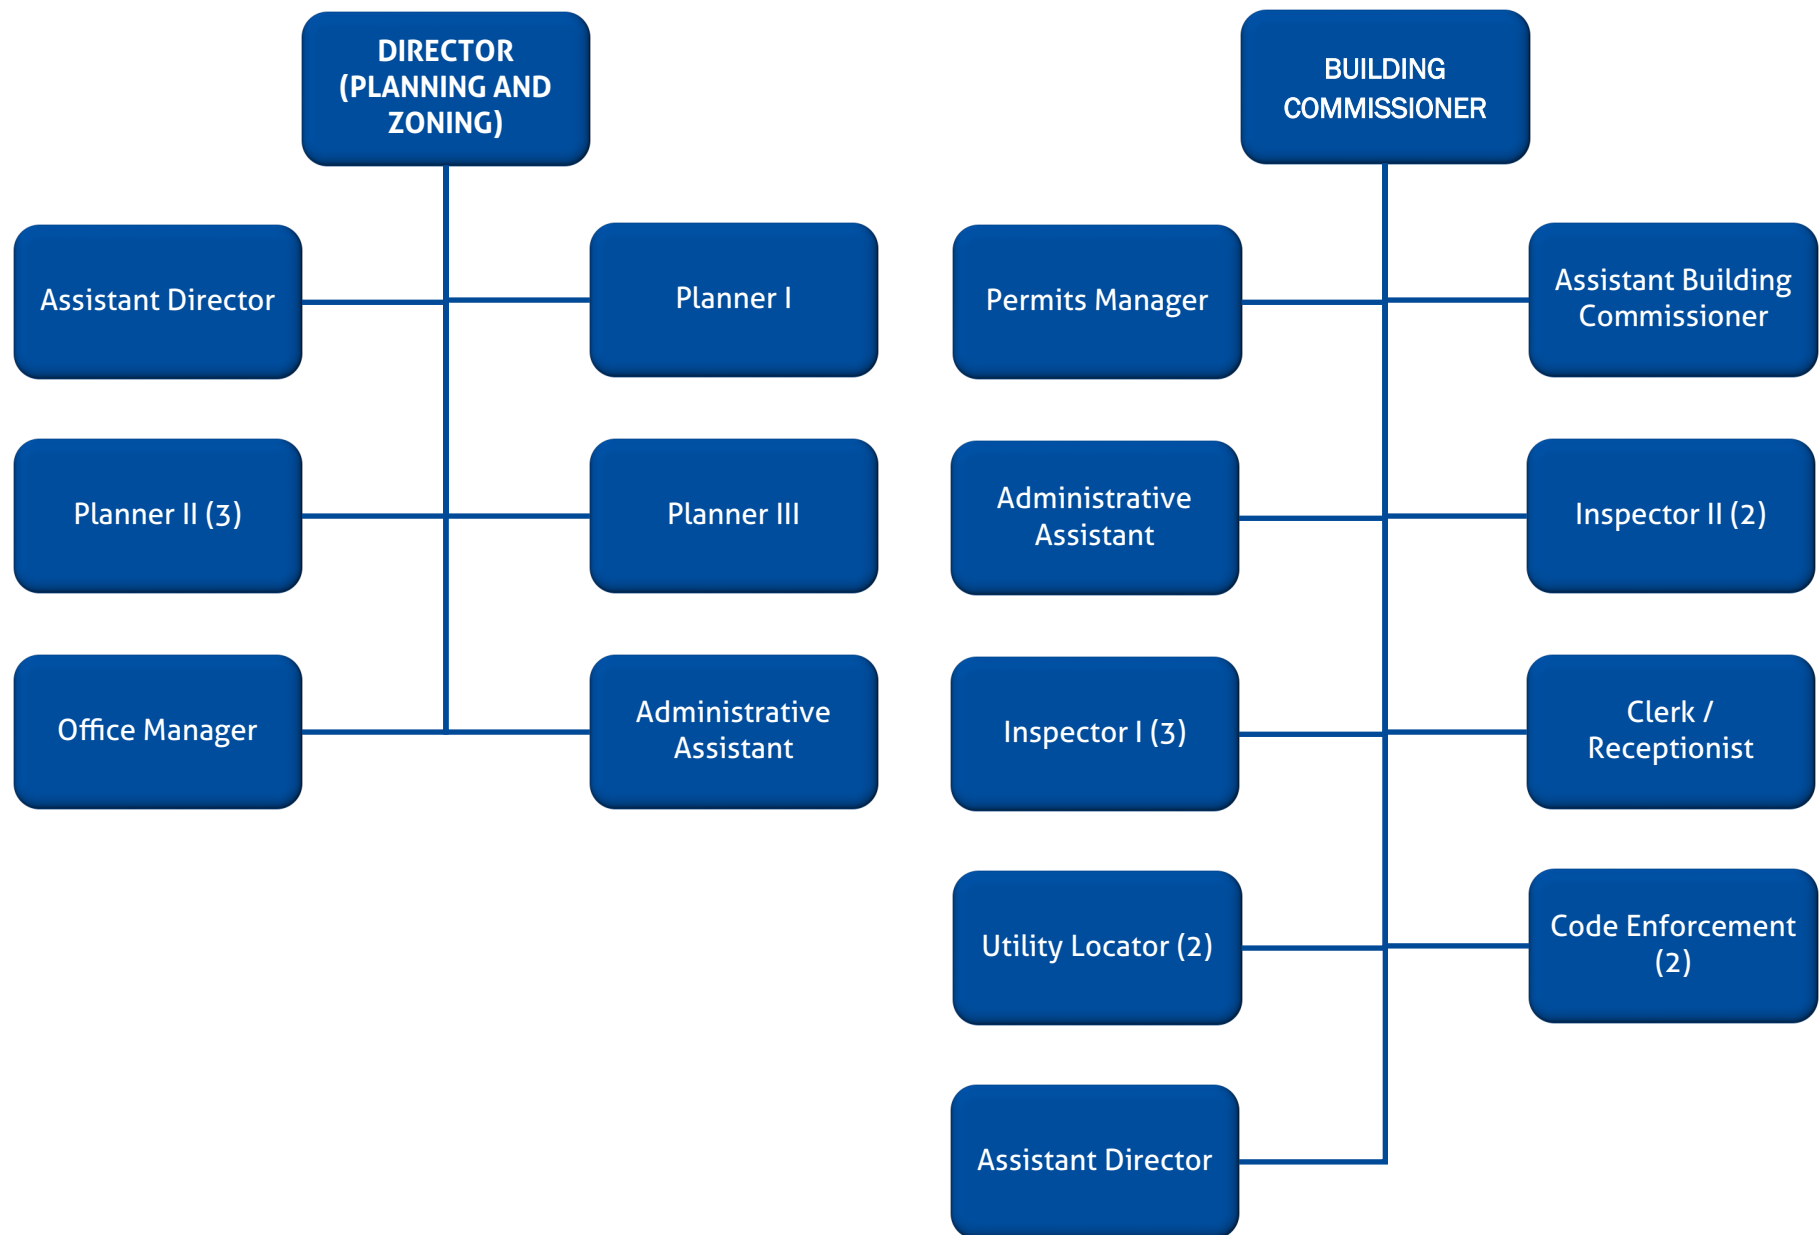 DIRECTOR
(PLANNING AND
ZONING)
Assistant Director
Planner I
Planner II (3)
Planner III
Office Manager
Administrative
Assistant
BUILDING
COMMISSIONER
Permits Manager
Assistant Building
Commissioner
Administrative
Assistant
Inspector II (2)
Inspector I (3)
Clerk /
Receptionist
Utility Locator (2)
Code Enforcement
(2)
Assistant Director